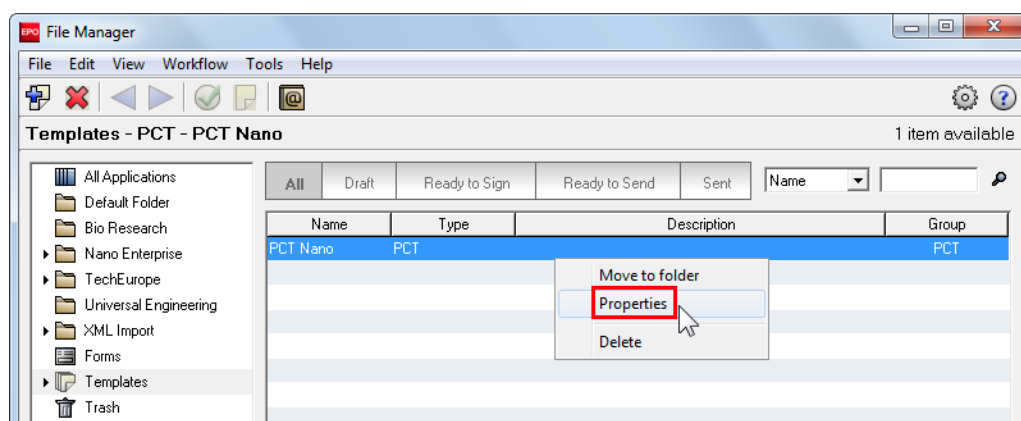 EPO File Manager
File Edit View Workflow Tools Help
Templates - PCT - PCT Nano 1 item available
All Applications
Default Folder
Bio Research
Nano Enterprise
TechEurope
Universal Engineering
XML Import
Forms
Templates
Trash
All Draft Ready to Sign Ready to Send Sent Name
Name Type Description Group
PCT Nano PCT PCT
Move to folder
Properties
Delete